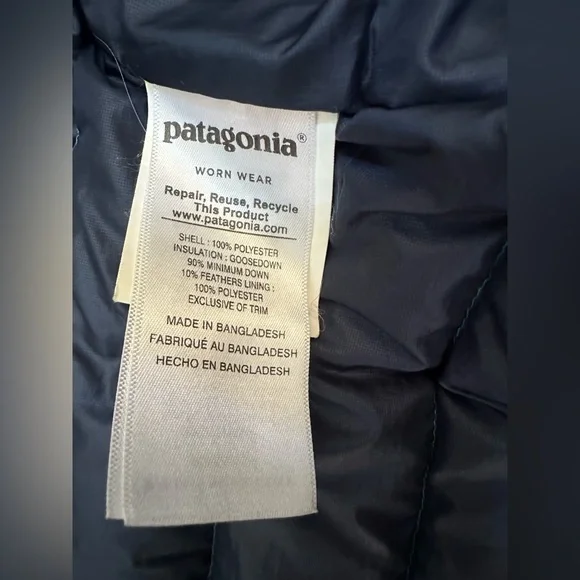 patagonia®
WORN WEAR
Repair, Reuse, Recycle
This Product
www.patagonia.com
SHELL : 100% POLYESTER
INSULATION : GOOSEDOWN
90% MINIMUM DOWN
10% FEATHERS LINING :
100% POLYESTER
EXCLUSIVE OF TRIM
MADE IN BANGLADESH
FABRIQUÉ AU BANGLADESH
HECHO EN BANGLADESH